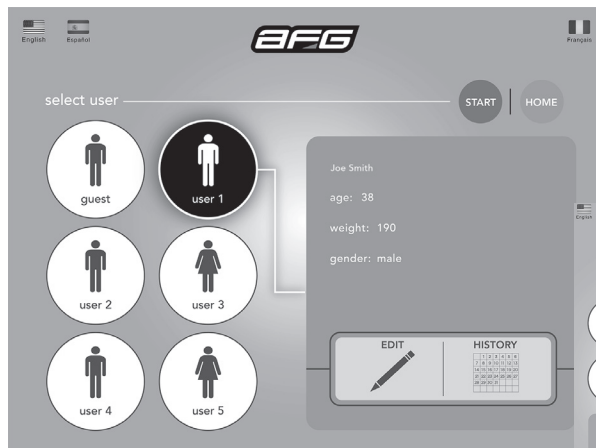 English
Español
AFG
Français
select user
START
HOME
guest
user 1
Joe Smith
age: 38
weight: 190
gender: male
English
user 2
user 3
EDIT
HISTORY
user 4
user 5